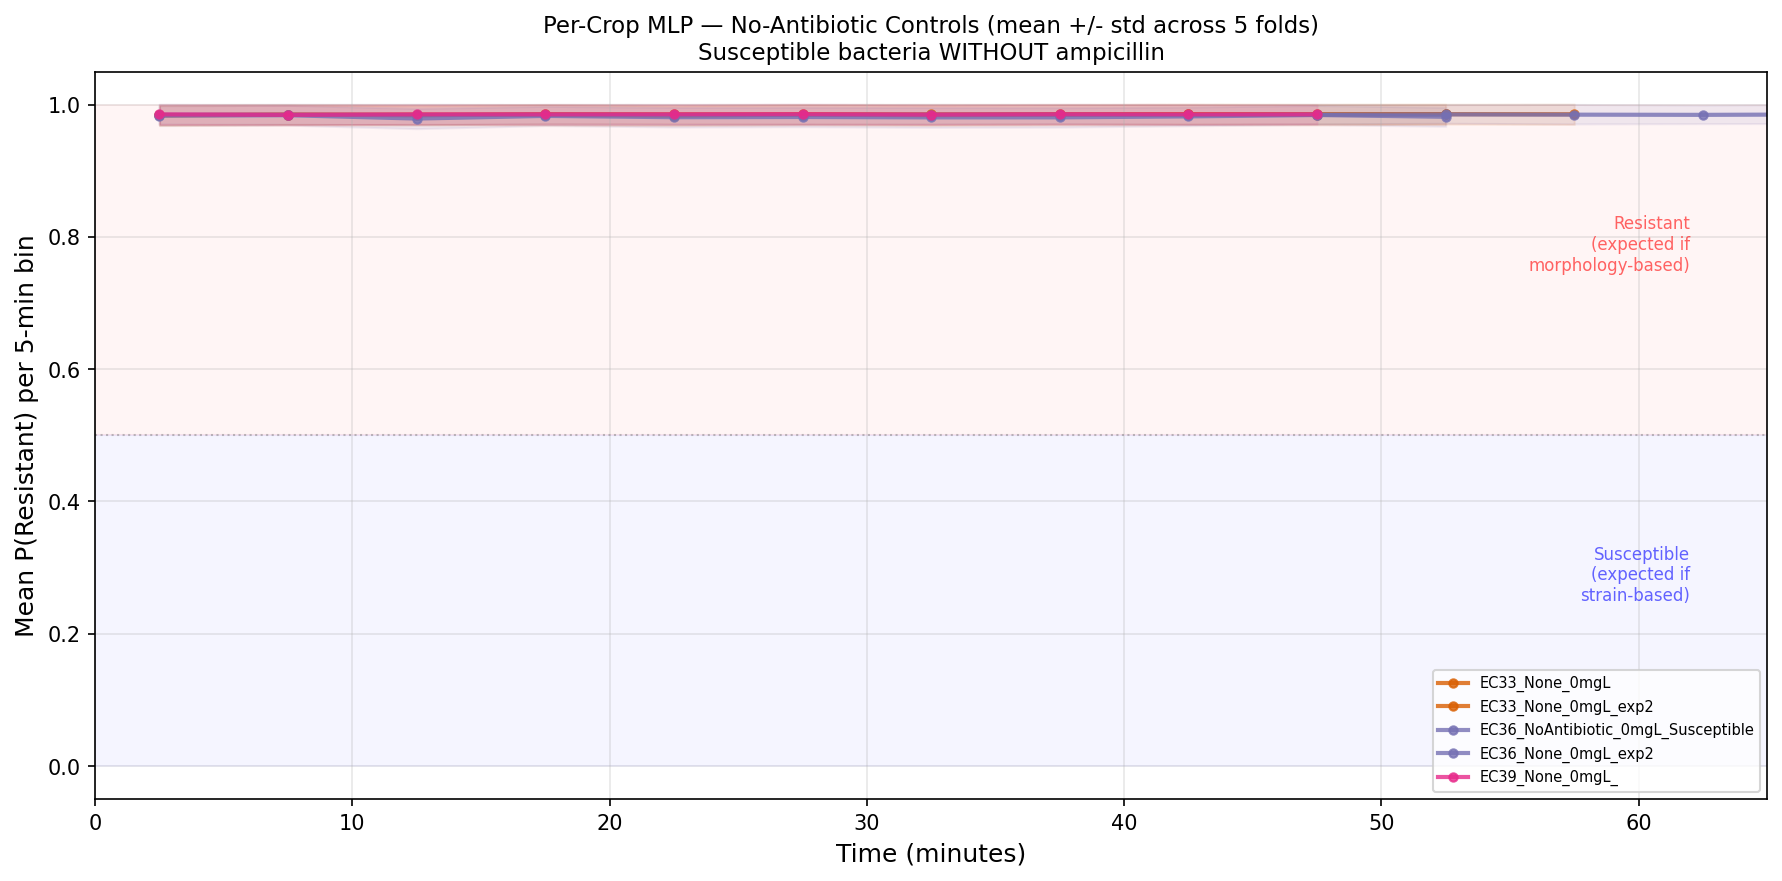 Per-Crop MLP — No-Antibiotic Controls (mean +/- std across 5 folds)
Susceptible bacteria WITHOUT ampicillin
Mean P(Resistant) per 5-min bin
1.0
0.8
0.6
0.4
0.2
0.0
Resistant
(expected if
morphology-based)
Susceptible
(expected if
strain-based)
EC33_None_0mgL
EC33_None_0mgL_exp2
EC36_NoAntibiotic_0mgL_Susceptible
EC36_None_0mgL_exp2
EC39_None_0mgL_
0
10
20
30
40
50
60
Time (minutes)